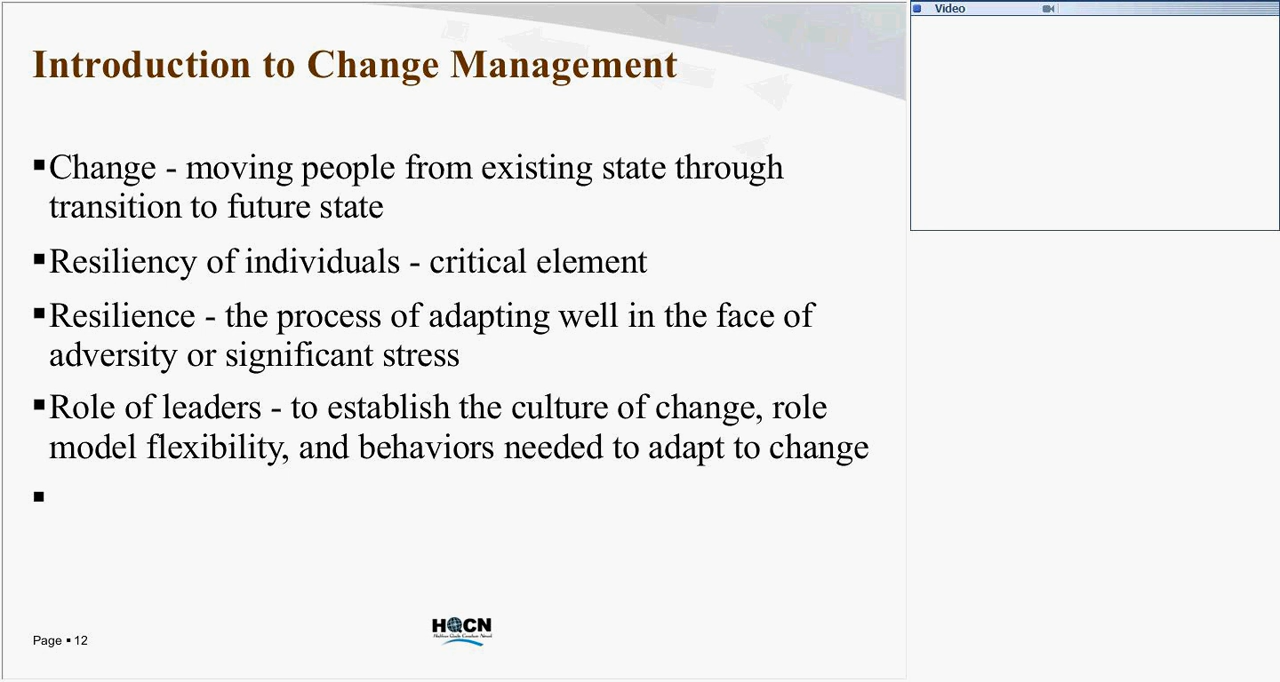 Introduction to Change Management
▪Change - moving people from existing state through
transition to future state
▪Resiliency of individuals - critical element
▪Resilience - the process of adapting well in the face of
adversity or significant stress
▪Role of leaders - to establish the culture of change, role
model flexibility, and behaviors needed to adapt to change
▪
HQCN
Page ▪ 12
Video